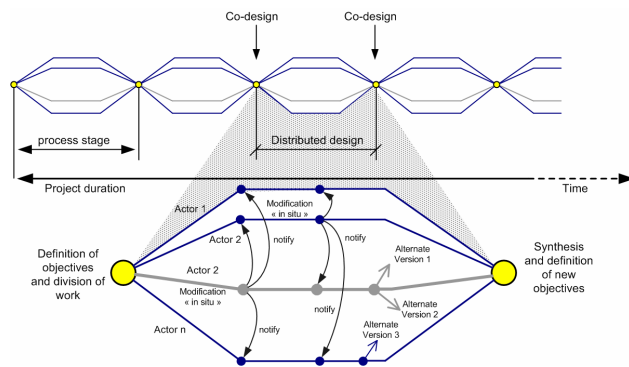 Co-design
Co-design
process stage
Distributed design
Project duration
Time
Actor 1
Modification
« in situ »
Actor 2
notify
notify
Definition of
objectives
and division of
work
Actor 2
Modification
« in situ »
Alternate
Version 1
Synthesis
and definition
of new
objectives
Alternate
Version 2
Actor n
notify
Alternate
Version 3